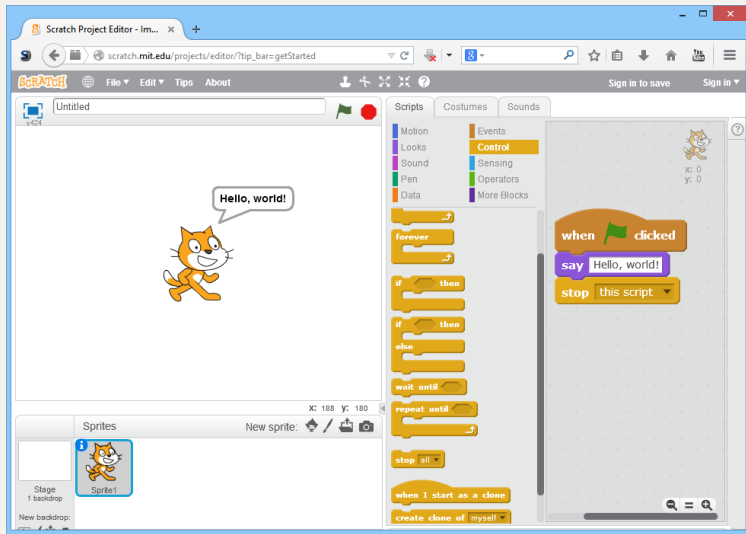 Scratch Project Editor - Im...
scratch.mit.edu/projects/editor/?tip_bar=getStarted
8
You Tube
SCRATCH File Edit Tips About Sign in to save Sign in
Untitled
v424
Hello, world!
x: 188 y: 180
Sprites New sprite:
Stage
1 backdrop
Sprite1
New backdrop:
Scripts Costumes Sounds
Motion Events
Looks Control
Sound Sensing
Pen Operators
Data More Blocks
forever
if then
if then
else
wait until
repeat until
stop all
when I start as a clone
create clone of myself
x: 0
y: 0
when clicked
say Hello, world!
stop this script